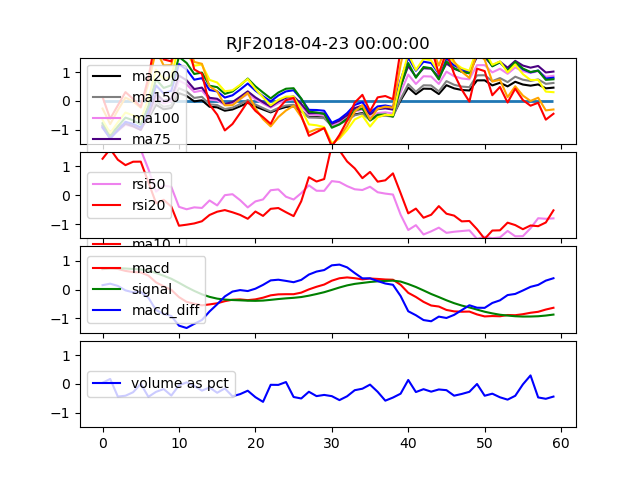 RJF2018-04-23 00:00:00
1
0
−1
ma200
ma150
ma100
ma75
1
0
−1
rsi50
rsi20
ma10
1
0
−1
macd
signal
macd_diff
1
0
−1
volume as pct
0 10 20 30 40 50 60